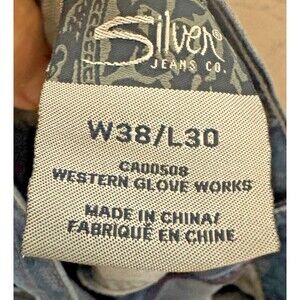 Silver®
JEANS CO.
W38/L30
CA00508
WESTERN GLOVE WORKS
MADE IN CHINA/
FABRIQUÉ EN CHINE